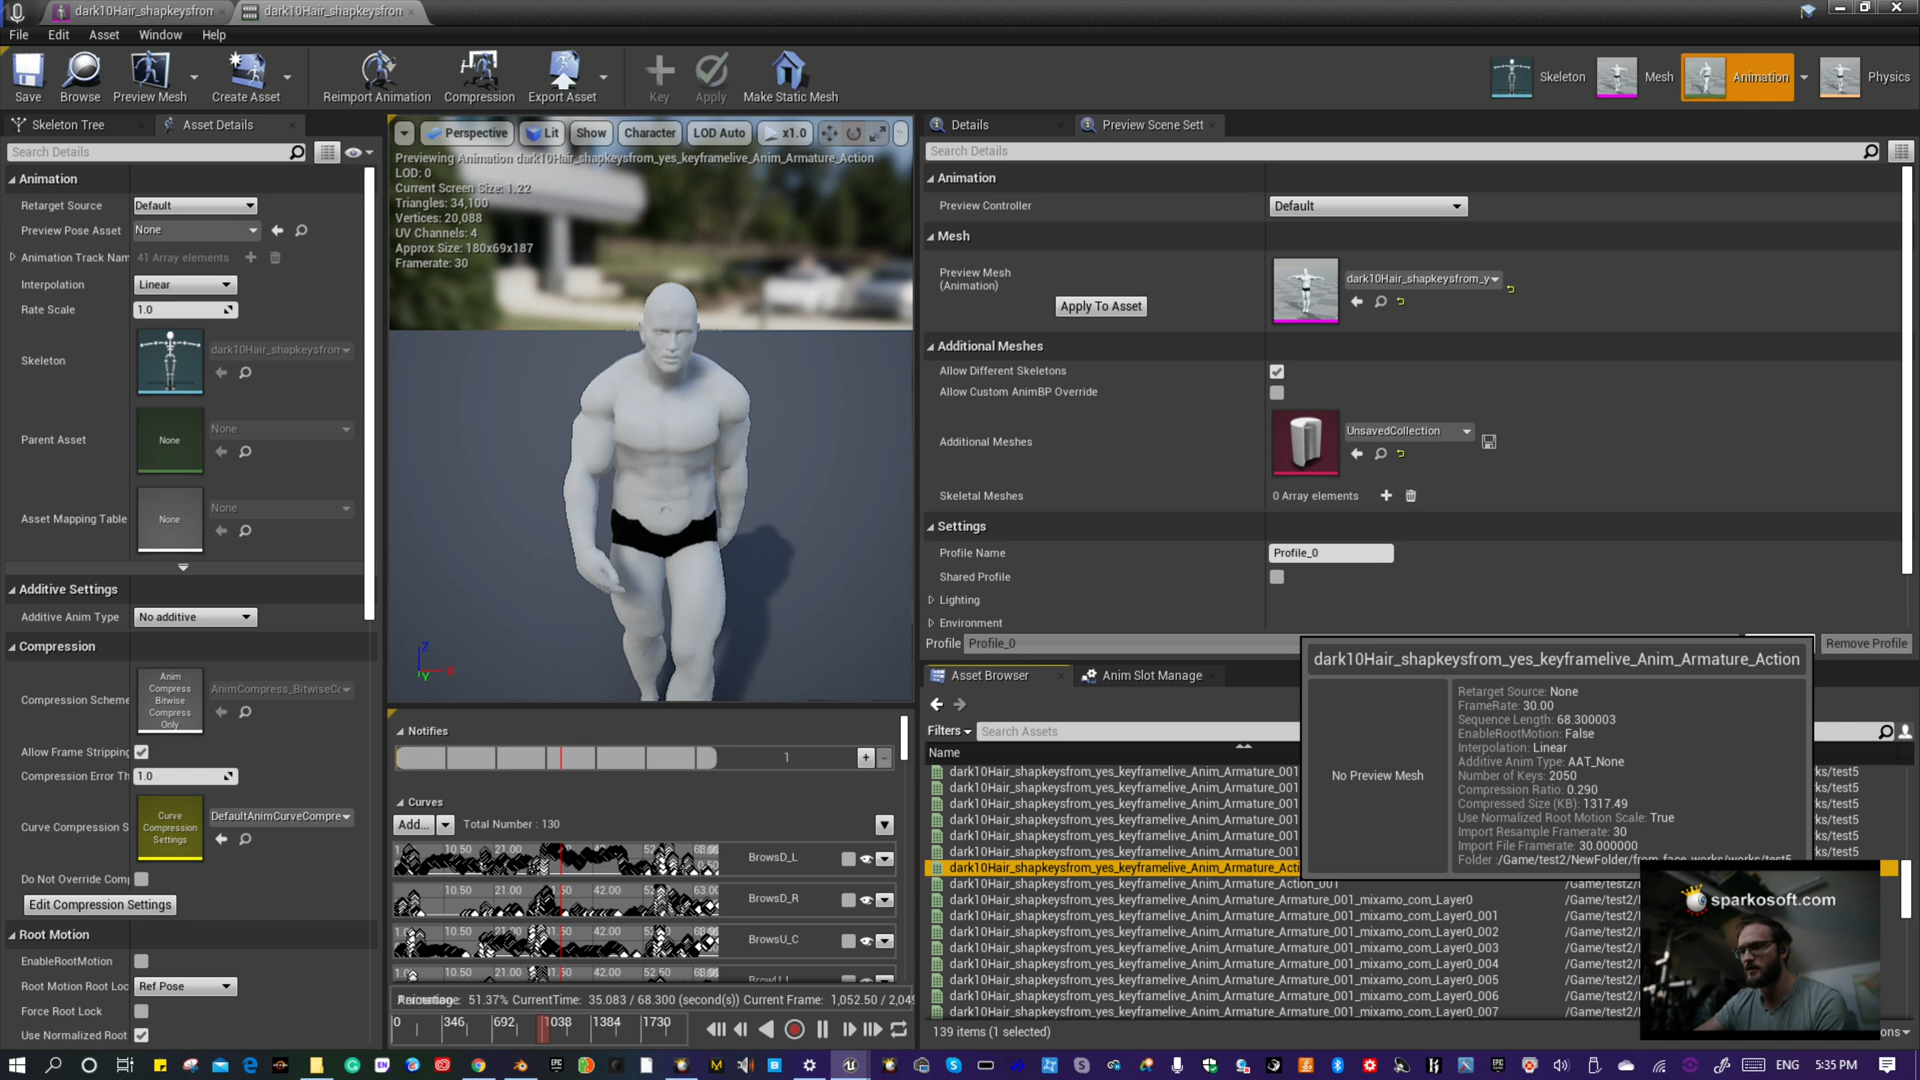 dark10Hair_shapkeysfrom
dark10Hair_shapkeysfrom
File Edit Asset Window Help
Save Browse Preview Mesh Create Asset Reimport Animation Compression Export Asset Key Apply Make Static Mesh Skeleton Mesh Animation Physics
Skeleton Tree Asset Details
Search Details
Animation
Retarget Source Default
Preview Pose Asset None
Animation Track Nam 41 Array elements
Interpolation Linear
Rate Scale 1.0
Skeleton dark10Hair_shapkeysfrom
Parent Asset None None
Asset Mapping Table None None
Additive Settings
Additive Anim Type No additive
Compression
Compression Scheme Anim Compress Bitwise Compress Only AnimCompress_BitwiseCc
Allow Frame Stripping
Compression Error Th 1.0
Curve Compression S Curve Compression Settings DefaultAnimCurveCompre
Do Not Override Com
Edit Compression Settings
Root Motion
EnableRootMotion
Root Motion Root Loc Ref Pose
Force Root Lock
Use Normalized Root
Perspective Lit Show Character LOD Auto x1.0
Previewing Animation dark10Hair_shapkeysfrom_yes_keyframelive_Anim_Armature_Action
LOD: 0
Current Screen Size: 1.22
Triangles: 34,100
Vertices: 20,088
UV Channels: 4
Approx Size: 180x69x187
Framerate: 30
Z
X
Y
Notifies
1
Curves
Add... Total Number : 130
10.50 21.00 42.00 52.50 BrowsD_L
10.50 21.00 31.50 42.00 52.50 63.00 BrowsD_R
10.50 21.00 31.50 42.00 52.50 BrowsU_C
10.50 21.00 31.50 42.00 52.50
Percentage: 51.37% CurrentTime: 35.083 / 68.300 (second(s)) Current Frame: 1,052.50 / 2,049
0 346 692 1038 1384 1730
Details Preview Scene Sett
Search Details
Animation
Preview Controller Default
Mesh
Preview Mesh
(Animation)
Apply To Asset
dark10Hair_shapkeysfrom_y
Additional Meshes
Allow Different Skeletons
Allow Custom AnimBP Override
Additional Meshes UnsavedCollection
Skeletal Meshes 0 Array elements
Settings
Profile Name Profile_0
Shared Profile
Lighting
Environment
Profile Profile_0 Remove Profile
Asset Browser Anim Slot Manage
Filters Search Assets
Name
dark10Hair_shapkeysfrom_yes_keyframelive_Anim_Armature_001 ks/test5
dark10Hair_shapkeysfrom_yes_keyframelive_Anim_Armature_001 ks/test5
dark10Hair_shapkeysfrom_yes_keyframelive_Anim_Armature_001 ks/test5
dark10Hair_shapkeysfrom_yes_keyframelive_Anim_Armature_001 ks/test5
dark10Hair_shapkeysfrom_yes_keyframelive_Anim_Armature_001 ks/test5
dark10Hair_shapkeysfrom_yes_keyframelive_Anim_Armature_001 ks/test5
dark10Hair_shapkeysfrom_yes_keyframelive_Anim_Armature_Acti
dark10Hair_shapkeysfrom_yes_keyframelive_Anim_Armature_Action_001 /Game/test2/
dark10Hair_shapkeysfrom_yes_keyframelive_Anim_Armature_Armature_001_mixamo_com_Layer0 /Game/test2/
dark10Hair_shapkeysfrom_yes_keyframelive_Anim_Armature_Armature_001_mixamo_com_Layer0_001 /Game/test2/
dark10Hair_shapkeysfrom_yes_keyframelive_Anim_Armature_Armature_001_mixamo_com_Layer0_002 /Game/test2/
dark10Hair_shapkeysfrom_yes_keyframelive_Anim_Armature_Armature_001_mixamo_com_Layer0_003 /Game/test2/
dark10Hair_shapkeysfrom_yes_keyframelive_Anim_Armature_Armature_001_mixamo_com_Layer0_004 /Game/test2/
dark10Hair_shapkeysfrom_yes_keyframelive_Anim_Armature_Armature_001_mixamo_com_Layer0_005 /Game/test2/
dark10Hair_shapkeysfrom_yes_keyframelive_Anim_Armature_Armature_001_mixamo_com_Layer0_006 /Game/test2/
dark10Hair_shapkeysfrom_yes_keyframelive_Anim_Armature_Armature_001_mixamo_com_Layer0_007 /Game/test2/
139 items (1 selected)
dark10Hair_shapkeysfrom_yes_keyframelive_Anim_Armature_Action
No Preview Mesh
Retarget Source: None
FrameRate: 30.00
Sequence Length: 68.300003
EnableRootMotion: False
Interpolation: Linear
Additive Anim Type: AAT_None
Number of Keys: 2050
Compression Ratio: 0.290
Compressed Size (KB): 1317.49
Use Normalized Root Motion Scale: True
Import Resample Framerate: 30
Import File Framerate: 30.000000
Folder :/Game/test2/NewFolder/from_face_works/works/test5
sparkosoft.com
ENG 5:35 PM